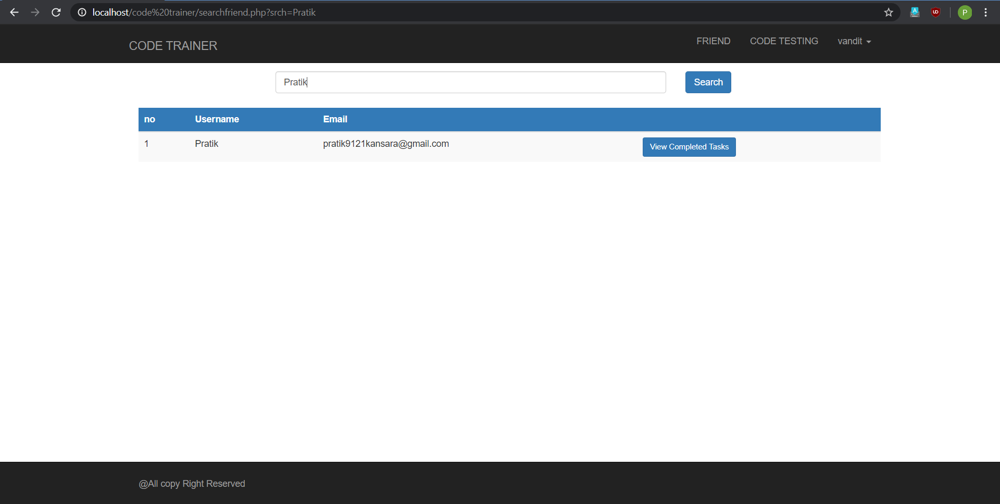 localhost/code%20trainer/searchfriend.php?srch=Pratik
A
UO
P
CODE TRAINER
FRIEND CODE TESTING vandit
Pratik
Search
no Username Email
1 Pratik pratik9121kansara@gmail.com View Completed Tasks
@All copy Right Reserved